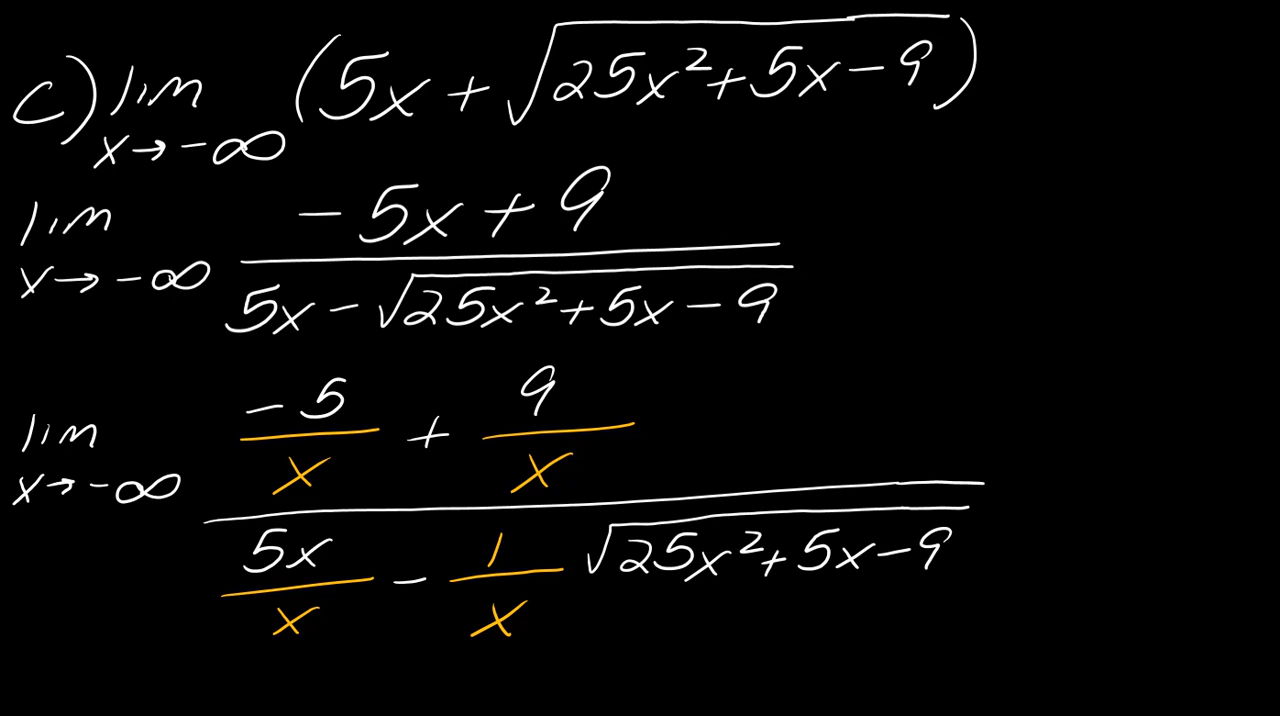 c) lim x→-∞ (5x + √(25x²+5x-9))
lim x→-∞ (-5x + 9) / (5x - √(25x²+5x-9))
lim x→-∞ (-5/x + 9/x) / (5x/x - 1/x √(25x²+5x-9))